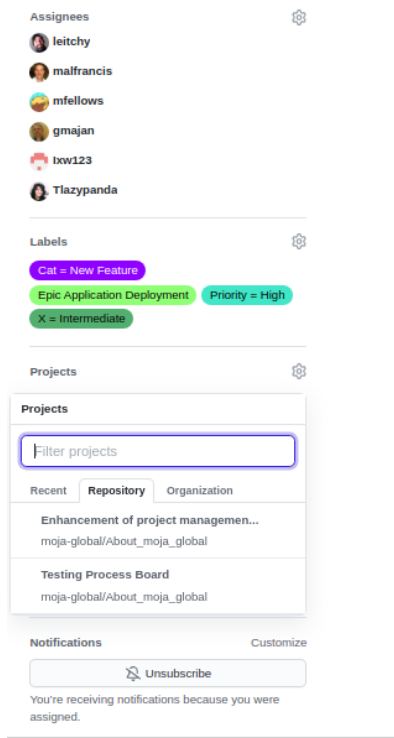 Assignees
leitchy
malfrancis
mfellows
gmajan
lxw123
Tlazypanda
Labels
Cat = New Feature
Epic Application Deployment Priority = High
X = Intermediate
Projects
Projects
Filter projects
Recent Repository Organization
Enhancement of project managemen...
moja-global/About_moja_global
Testing Process Board
moja-global/About_moja_global
Notifications Customize
Unsubscribe
You're receiving notifications because you were
assigned.